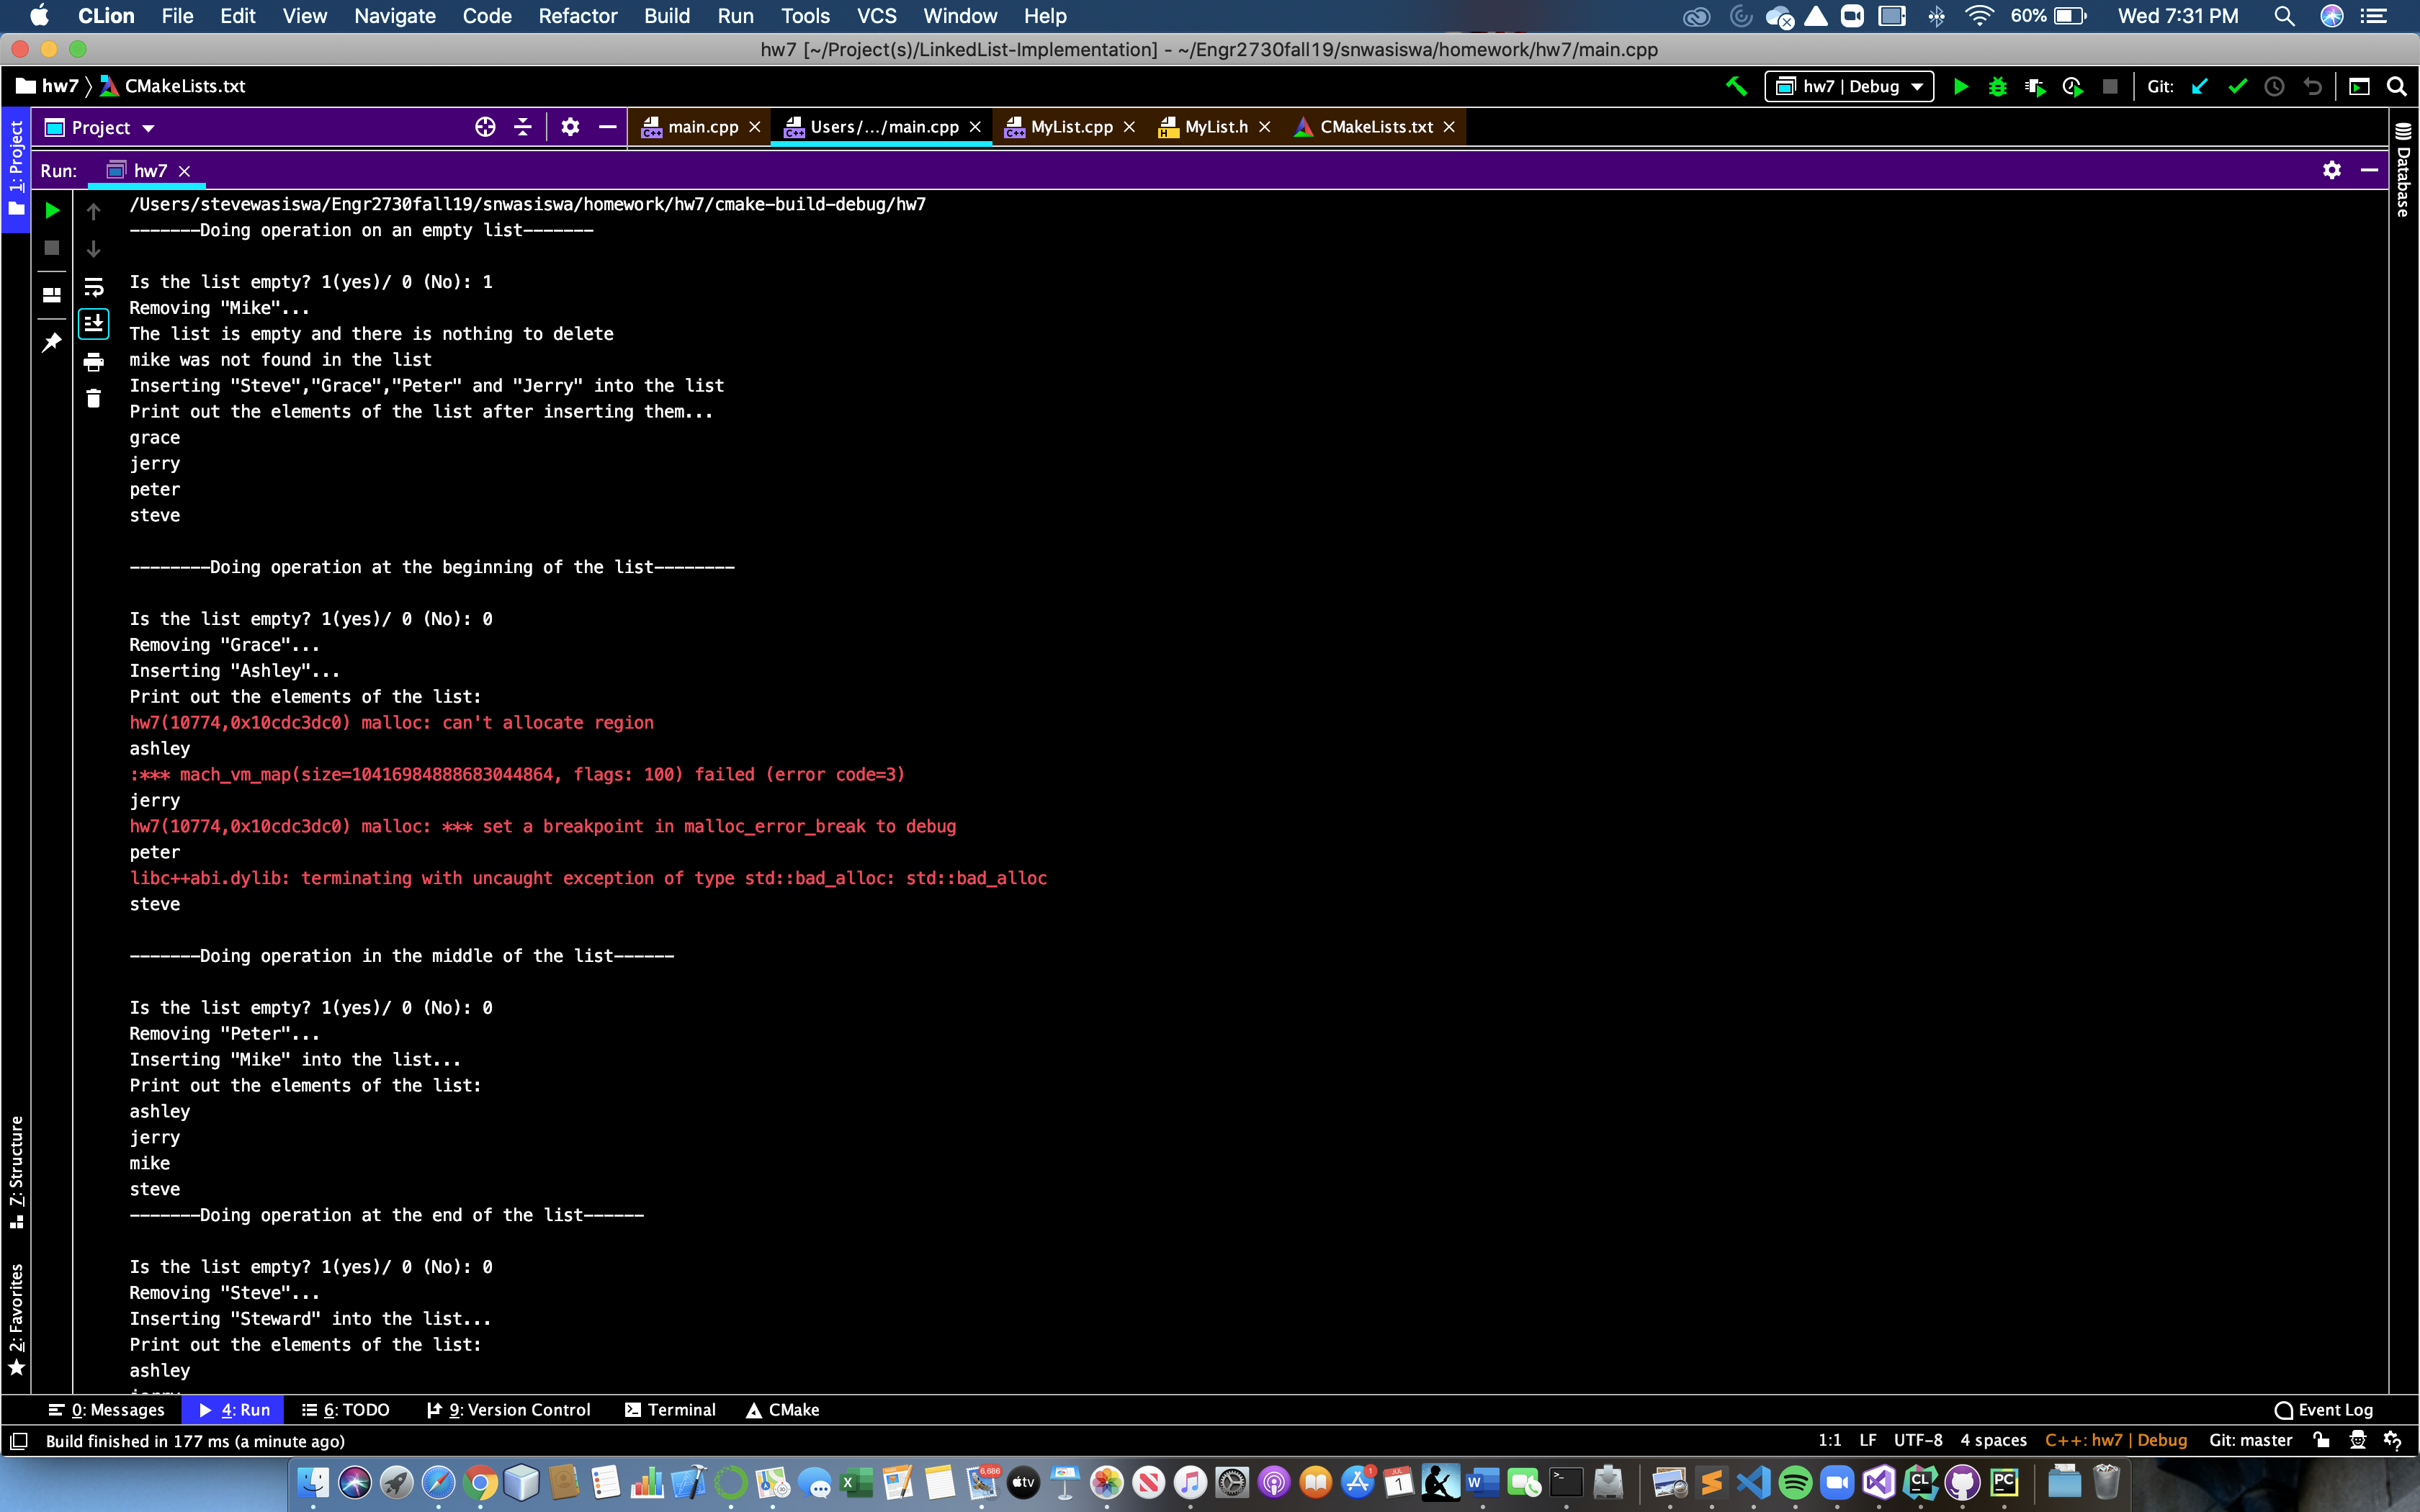 CLion File Edit View Navigate Code Refactor Build Run Tools VCS Window Help 60% Wed 7:31 PM
hw7 [~/Project(s)/LinkedList-Implementation] - ~/Engr2730fall19/snwasiswa/homework/hw7/main.cpp
hw7 CMakeLists.txt hw7 | Debug Git:
1: Project Project main.cpp Users/.../main.cpp MyList.cpp MyList.h CMakeLists.txt Database
Run: hw7
/Users/stevewasiswa/Engr2730fall19/snwasiswa/homework/hw7/cmake-build-debug/hw7
-------Doing operation on an empty list-------
Is the list empty? 1(yes)/ 0 (No): 1
Removing "Mike"...
The list is empty and there is nothing to delete
mike was not found in the list
Inserting "Steve","Grace","Peter" and "Jerry" into the list
Print out the elements of the list after inserting them...
grace
jerry
peter
steve
--------Doing operation at the beginning of the list--------
Is the list empty? 1(yes)/ 0 (No): 0
Removing "Grace"...
Inserting "Ashley"...
Print out the elements of the list:
hw7(10774,0x10cdc3dc0) malloc: can't allocate region
ashley
:*** mach_vm_map(size=10416984888683044864, flags: 100) failed (error code=3)
jerry
hw7(10774,0x10cdc3dc0) malloc: *** set a breakpoint in malloc_error_break to debug
peter
libc++abi.dylib: terminating with uncaught exception of type std::bad_alloc: std::bad_alloc
steve
-------Doing operation in the middle of the list------
Is the list empty? 1(yes)/ 0 (No): 0
Removing "Peter"...
Inserting "Mike" into the list...
Print out the elements of the list:
ashley
jerry
mike
steve
-------Doing operation at the end of the list------
Is the list empty? 1(yes)/ 0 (No): 0
Removing "Steve"...
Inserting "Steward" into the list...
Print out the elements of the list:
ashley
Z: Structure
2: Favorites
0: Messages 4: Run 6: TODO 9: Version Control Terminal CMake Event Log
Build finished in 177 ms (a minute ago) 1:1 LF UTF-8 4 spaces C++: hw7 | Debug Git: master
6,686 tv JUL 1 1 W CL PC